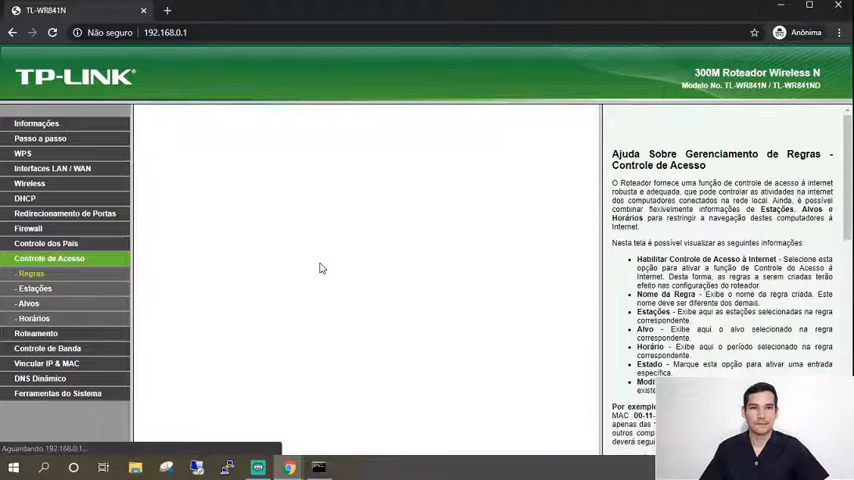 TL-WR841N
Não seguro
192.168.0.1
Anônima
TP-LINK
300M Roteador Wireless N
Modelo No. TL-WR841N / TL-WR841ND
Informações
Passo a passo
WPS
Interfaces LAN / WAN
Wireless
DHCP
Redirecionamento de Portas
Firewall
Controle dos Pais
Controle de Acesso
- Regras
- Estações
- Alvos
- Horários
Roteamento
Controle de Banda
Vincular IP & MAC
DNS Dinâmico
Ferramentas do Sistema
Aguardando 192.168.0.1...
Ajuda Sobre Gerenciamento de Regras -
Controle de Acesso
O Roteador fornece uma função de controle de acesso à internet
robusta e adequada, que pode controlar as atividades na internet
dos computadores conectados na rede local. Ainda, é possível
combinar flexivelmente informações de Estações, Alvos e
Horários para restringir a navegação destes computadores à
Internet.
Nesta tela é possível visualizar as seguintes informações:
• Habilitar Controle de Acesso à Internet - Selecione esta
opção para ativar a função de Controle do Acesso à
Internet. Desta forma, as regras a serem criadas terão
efeito nas configurações do roteador.
• Nome da Regra - Exibe o nome da regra criada. Este
nome deve ser diferente dos demais.
• Estações - Exibe aqui as estações selecionadas na regra
correspondente.
• Alvo - Exibe aqui o alvo selecionado na regra
correspondente.
• Horário - Exibe aqui o período selecionado na regra
correspondente.
• Estado - Marque esta opção para ativar uma entrada
específica.
Por
MAC 00-11-
apenas das
outros comp
deverá